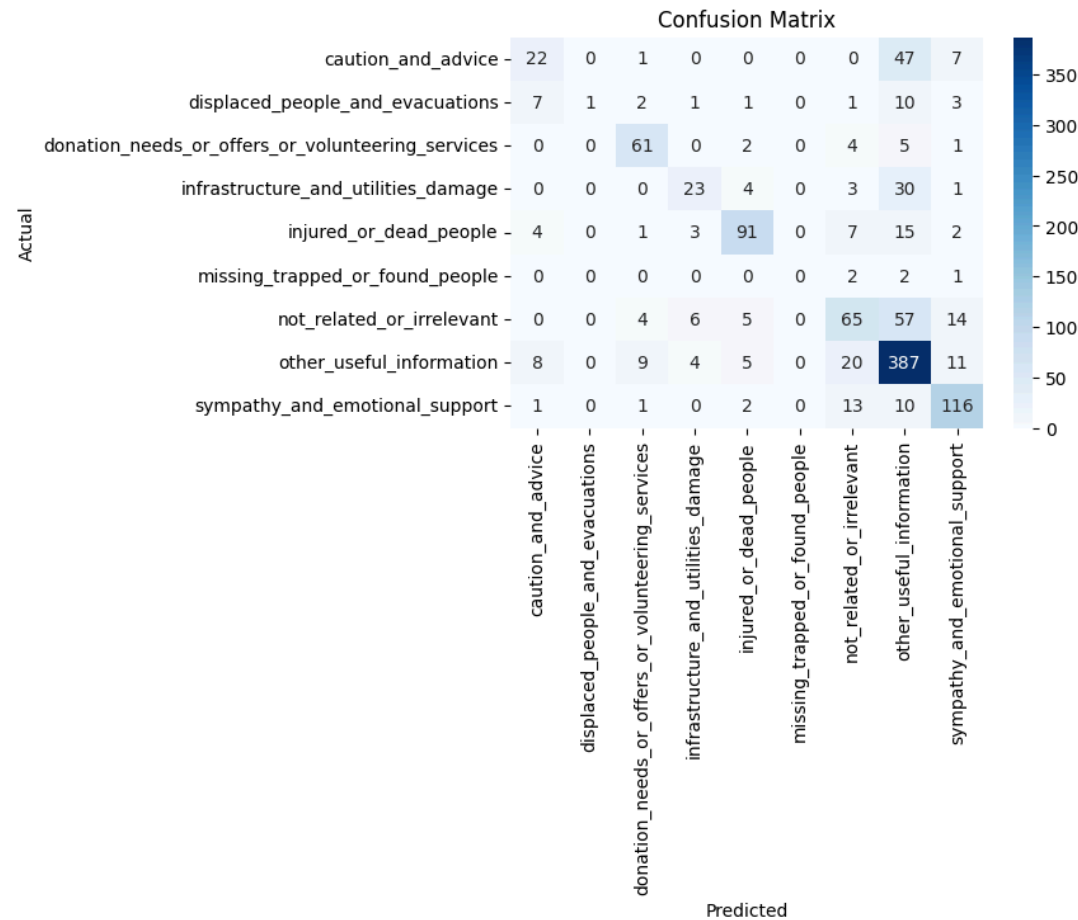 Confusion Matrix
Actual
caution_and_advice 22 0 1 0 0 0 47 7
displaced_people_and_evacuations 7 1 2 1 1 0 1 10 3
donation_needs_or_offers_or_volunteering_services 0 0 61 0 2 4 5 1
infrastructure_and_utilities_damage 0 0 0 23 4 0 3 30 1
injured_or_dead_people 4 0 1 3 91 0 7 15 2
missing_trapped_or_found_people 0 0 0 0 0 0 2 2 1
not_related_or_irrelevant 0 0 4 6 5 0 65 57 14
other_useful_information 8 0 9 4 5 0 20 387 11
sympathy_and_emotional_support 1 0 1 0 2 0 13 10 116
caution_and_advice
displaced_people_and_evacuations
donation_needs_or_offers_or_volunteering_services
infrastructure_and_utilities_damage
injured_or_dead_people
missing_trapped_or_found_people
not_related_or_irrelevant
other_useful_information
sympathy_and_emotional_support
Predicted
350
300
250
200
150
100
50
0